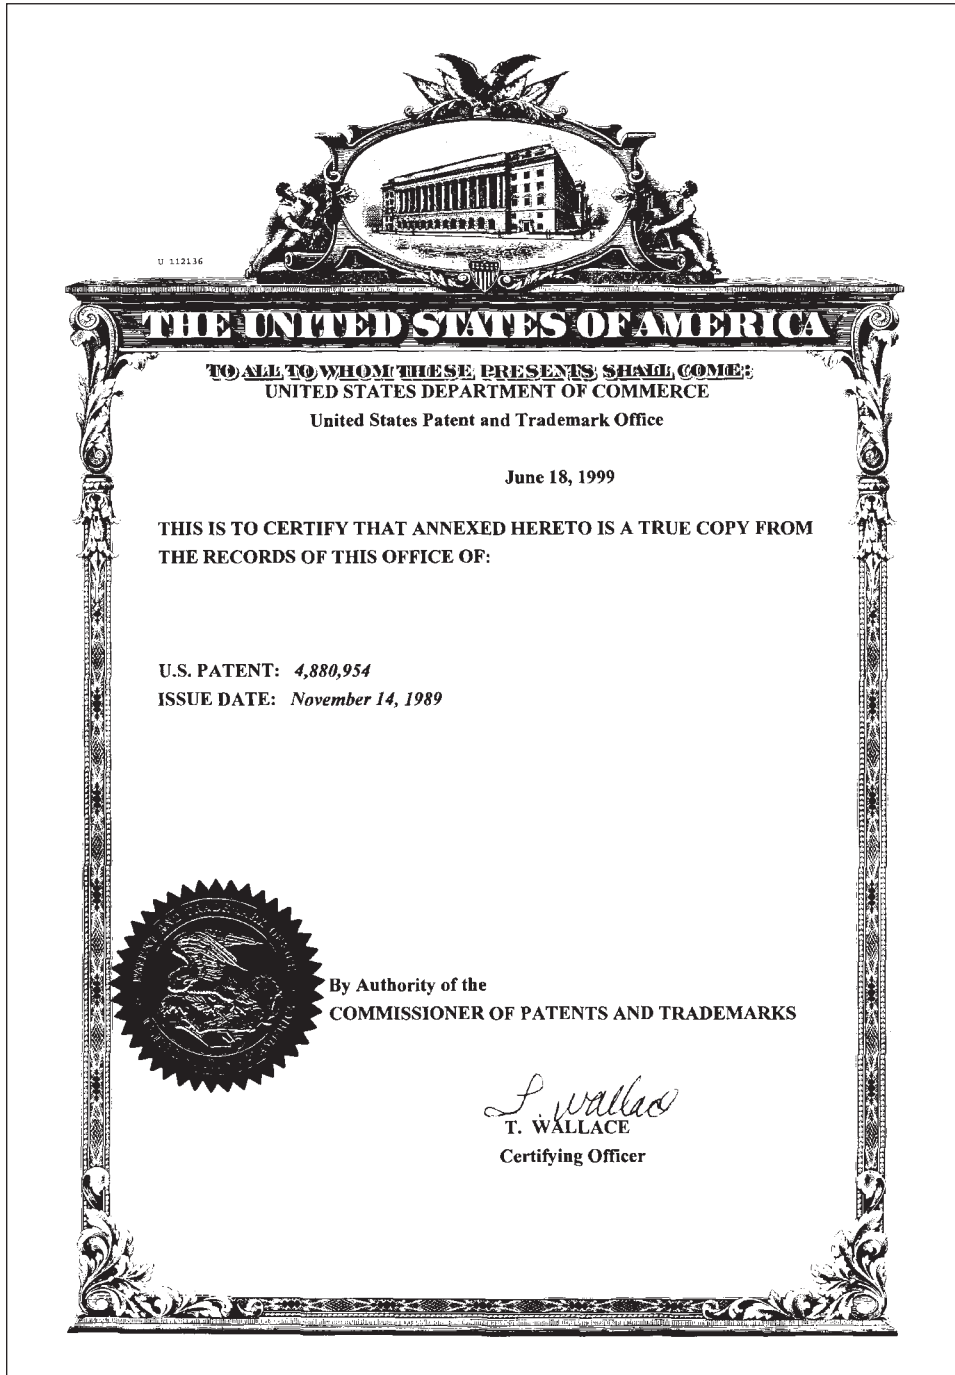 U 112136
THE UNITED STATES OF AMERICA
TO ALL TO WHOM THESE PRESENTS SHALL COME:
UNITED STATES DEPARTMENT OF COMMERCE
United States Patent and Trademark Office
June 18, 1999
THIS IS TO CERTIFY THAT ANNEXED HERETO IS A TRUE COPY FROM
THE RECORDS OF THIS OFFICE OF:
U.S. PATENT: 4,880,954
ISSUE DATE: November 14, 1989
By Authority of the
COMMISSIONER OF PATENTS AND TRADEMARKS
T. Wallace
T. WALLACE
Certifying Officer